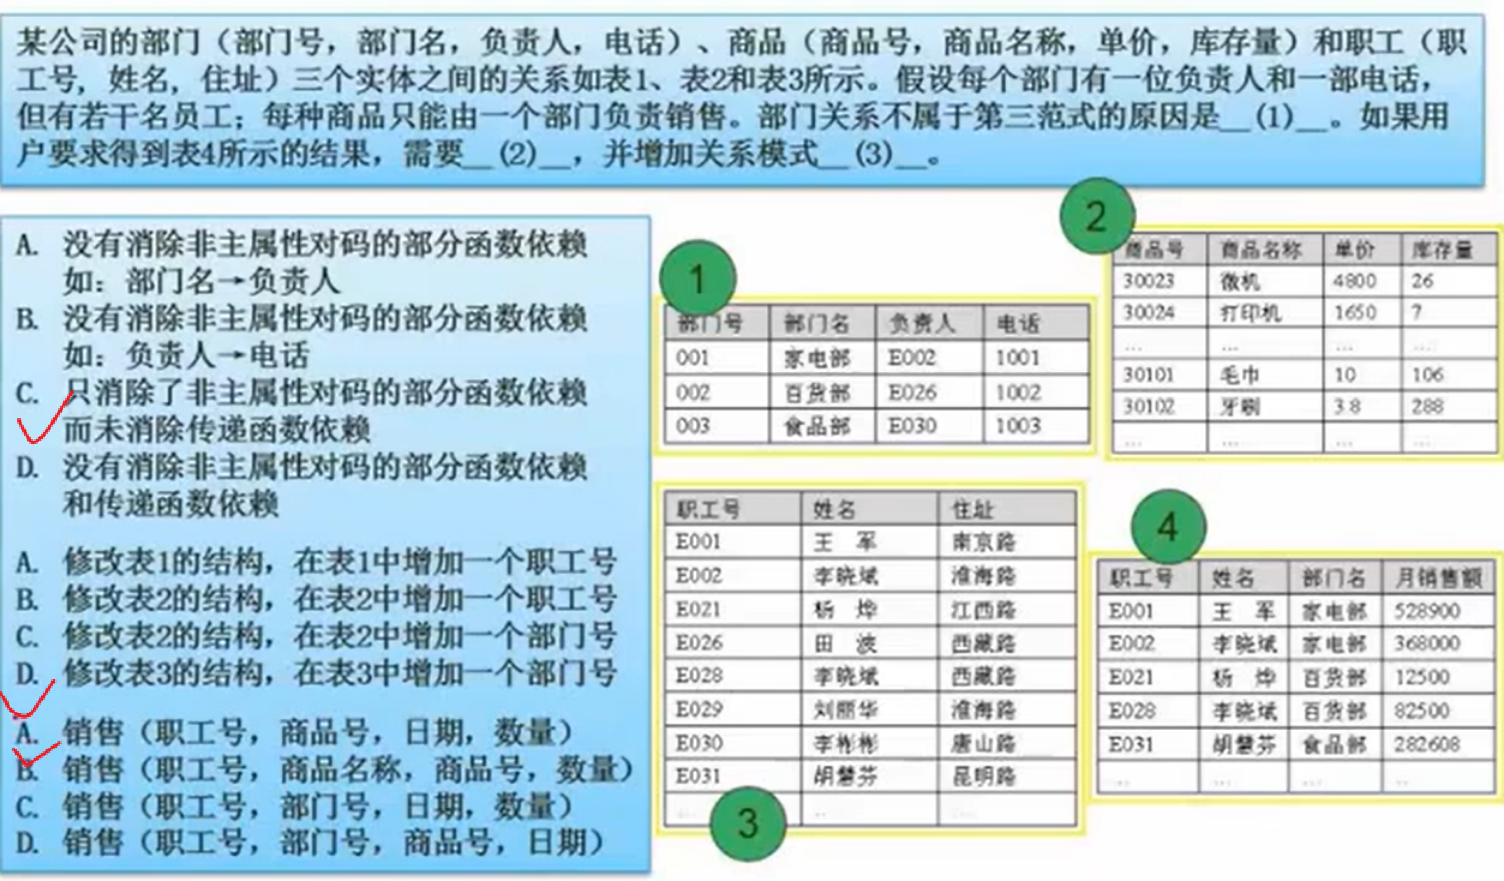 某公司的部门（部门号，部门名，负责人，电话）、商品（商品号，商品名称，单价，库存量）和职工（职
工号，姓名，住址）三个实体之间的关系如表1、表2和表3所示。假设每个部门有一位负责人和一部电话，
但有若干名员工；每种商品只能由一个部门负责销售。部门关系不属于第三范式的原因是__(1)__。如果用
户要求得到表4所示的结果，需要__(2)__，并增加关系模式__(3)__。
A. 没有消除非主属性对码的部分函数依赖
如：部门名→负责人
B. 没有消除非主属性对码的部分函数依赖
如：负责人→电话
C. 只消除了非主属性对码的部分函数依赖
而未消除传递函数依赖
D. 没有消除非主属性对码的部分函数依赖
和传递函数依赖
A. 修改表1的结构，在表1中增加一个职工号
B. 修改表2的结构，在表2中增加一个职工号
C. 修改表2的结构，在表2中增加一个部门号
D. 修改表3的结构，在表3中增加一个部门号
A. 销售（职工号，商品号，日期，数量）
B. 销售（职工号，商品名称，商品号，数量）
C. 销售（职工号，部门号，日期，数量）
D. 销售（职工号，部门号，商品号，日期）
1
部门号 部门名 负责人 电话
001 家电部 E002 1001
002 百货部 E026 1002
003 食品部 E030 1003
2
商品号 商品名称 单价 库存量
30023 微机 4800 26
30024 打印机 1650 7
... ... ... ...
30101 毛巾 10 106
30102 牙刷 3.8 288
... ... ... ...
职工号 姓名 住址
E001 王 军 南京路
E002 李晓斌 淮海路
E021 杨 烨 江西路
E026 田 波 西藏路
E028 李晓斌 西藏路
E029 刘丽华 淮海路
E030 李彬彬 唐山路
E031 胡慧芬 昆明路
... ... ...
3
4
职工号 姓名 部门名 月销售额
E001 王 军 家电部 528900
E002 李晓斌 家电部 368000
E021 杨 烨 百货部 12500
E028 李晓斌 百货部 82500
E031 胡慧芬 食品部 282608
... ... ... ...